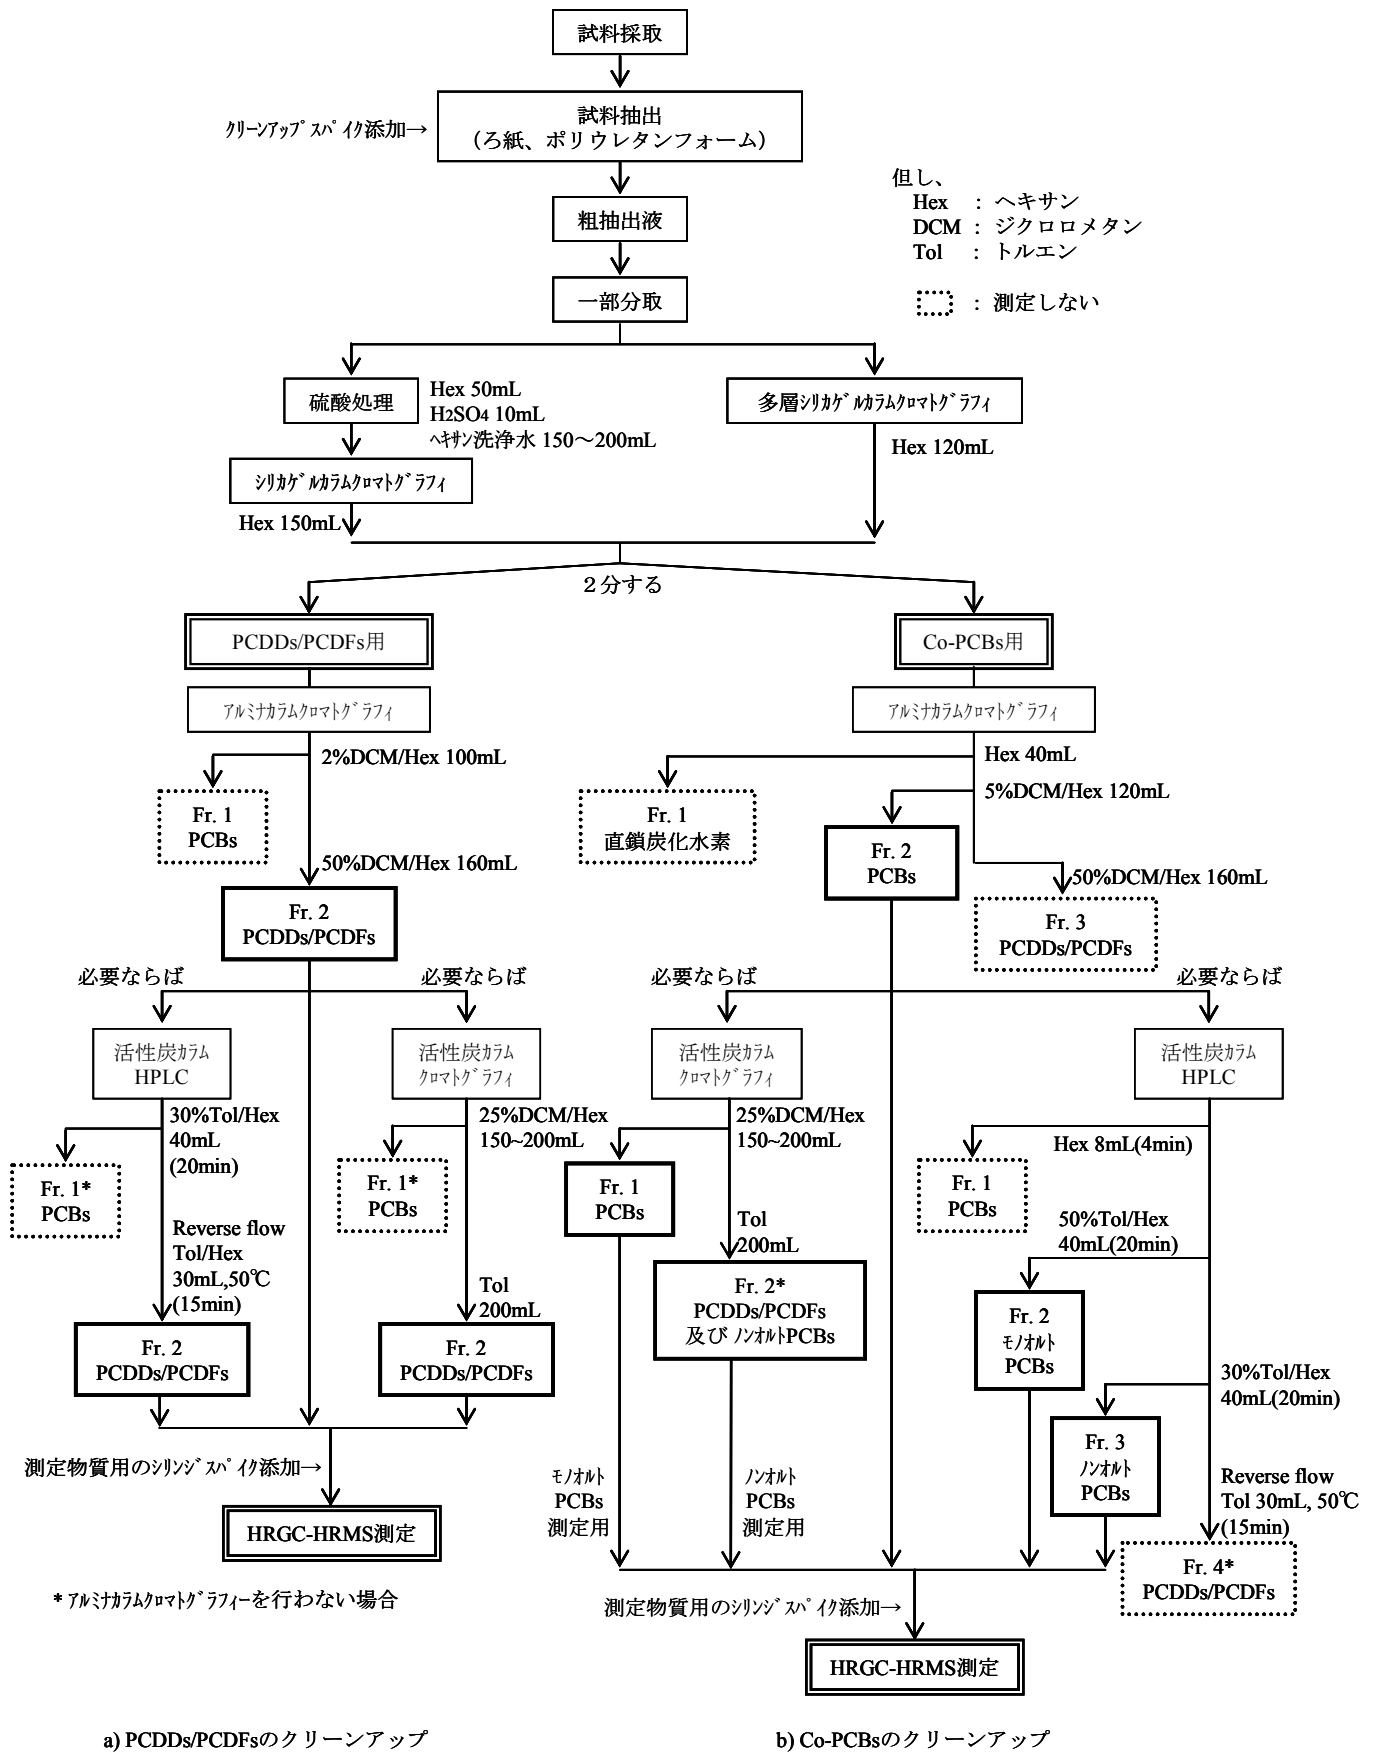 試料採取
ｸﾘｰﾝｱｯﾌﾟｽﾊﾟｲｸ添加→
試料抽出
（ろ紙、ポリウレタンフォーム）
粗抽出液
一部分取
但し、
Hex ： ヘキサン
DCM ： ジクロロメタン
Tol ： トルエン
： 測定しない
硫酸処理
Hex 50mL
H2SO4 10mL
ﾍｷｻﾝ洗浄水 150～200mL
ｼﾘｶｹﾞﾙｶﾗﾑｸﾛﾏﾄｸﾞﾗﾌｨ
Hex 150mL
多層ｼﾘｶｹﾞﾙｶﾗﾑｸﾛﾏﾄｸﾞﾗﾌｨ
Hex 120mL
２分する
PCDDs/PCDFs用
ｱﾙﾐﾅｶﾗﾑｸﾛﾏﾄｸﾞﾗﾌｨ
2%DCM/Hex 100mL
Fr. 1
PCBs
50%DCM/Hex 160mL
Fr. 2
PCDDs/PCDFs
必要ならば
必要ならば
活性炭ｶﾗﾑ
HPLC
30%Tol/Hex
40mL
(20min)
Fr. 1*
PCBs
Reverse flow
Tol/Hex
30mL,50℃
(15min)
Fr. 2
PCDDs/PCDFs
活性炭ｶﾗﾑ
ｸﾛﾏﾄｸﾞﾗﾌｨ
25%DCM/Hex
150~200mL
Fr. 1*
PCBs
Tol
200mL
Fr. 2
PCDDs/PCDFs
測定物質用のｼﾘﾝｼﾞｽﾊﾟｲｸ添加→
HRGC-HRMS測定
* ｱﾙﾐﾅｶﾗﾑｸﾛﾏﾄｸﾞﾗﾌｨｰを行わない場合
a) PCDDs/PCDFsのクリーンアップ
Co-PCBs用
ｱﾙﾐﾅｶﾗﾑｸﾛﾏﾄｸﾞﾗﾌｨ
Hex 40mL
Fr. 1
直鎖炭化水素
5%DCM/Hex 120mL
Fr. 2
PCBs
50%DCM/Hex 160mL
Fr. 3
PCDDs/PCDFs
必要ならば
必要ならば
活性炭ｶﾗﾑ
ｸﾛﾏﾄｸﾞﾗﾌｨ
25%DCM/Hex
150~200mL
Fr. 1
PCBs
Tol
200mL
Fr. 2*
PCDDs/PCDFs
及び ﾉﾝｵﾙﾄPCBs
ﾓﾉｵﾙﾄ
PCBs
測定用
ﾉﾝｵﾙﾄ
PCBs
測定用
活性炭ｶﾗﾑ
HPLC
Hex 8mL(4min)
Fr. 1
PCBs
50%Tol/Hex
40mL(20min)
Fr. 2
ﾓﾉｵﾙﾄ
PCBs
30%Tol/Hex
40mL(20min)
Fr. 3
ﾉﾝｵﾙﾄ
PCBs
Reverse flow
Tol 30mL, 50℃
(15min)
Fr. 4*
PCDDs/PCDFs
測定物質用のｼﾘﾝｼﾞｽﾊﾟｲｸ添加→
HRGC-HRMS測定
b) Co-PCBsのクリーンアップ